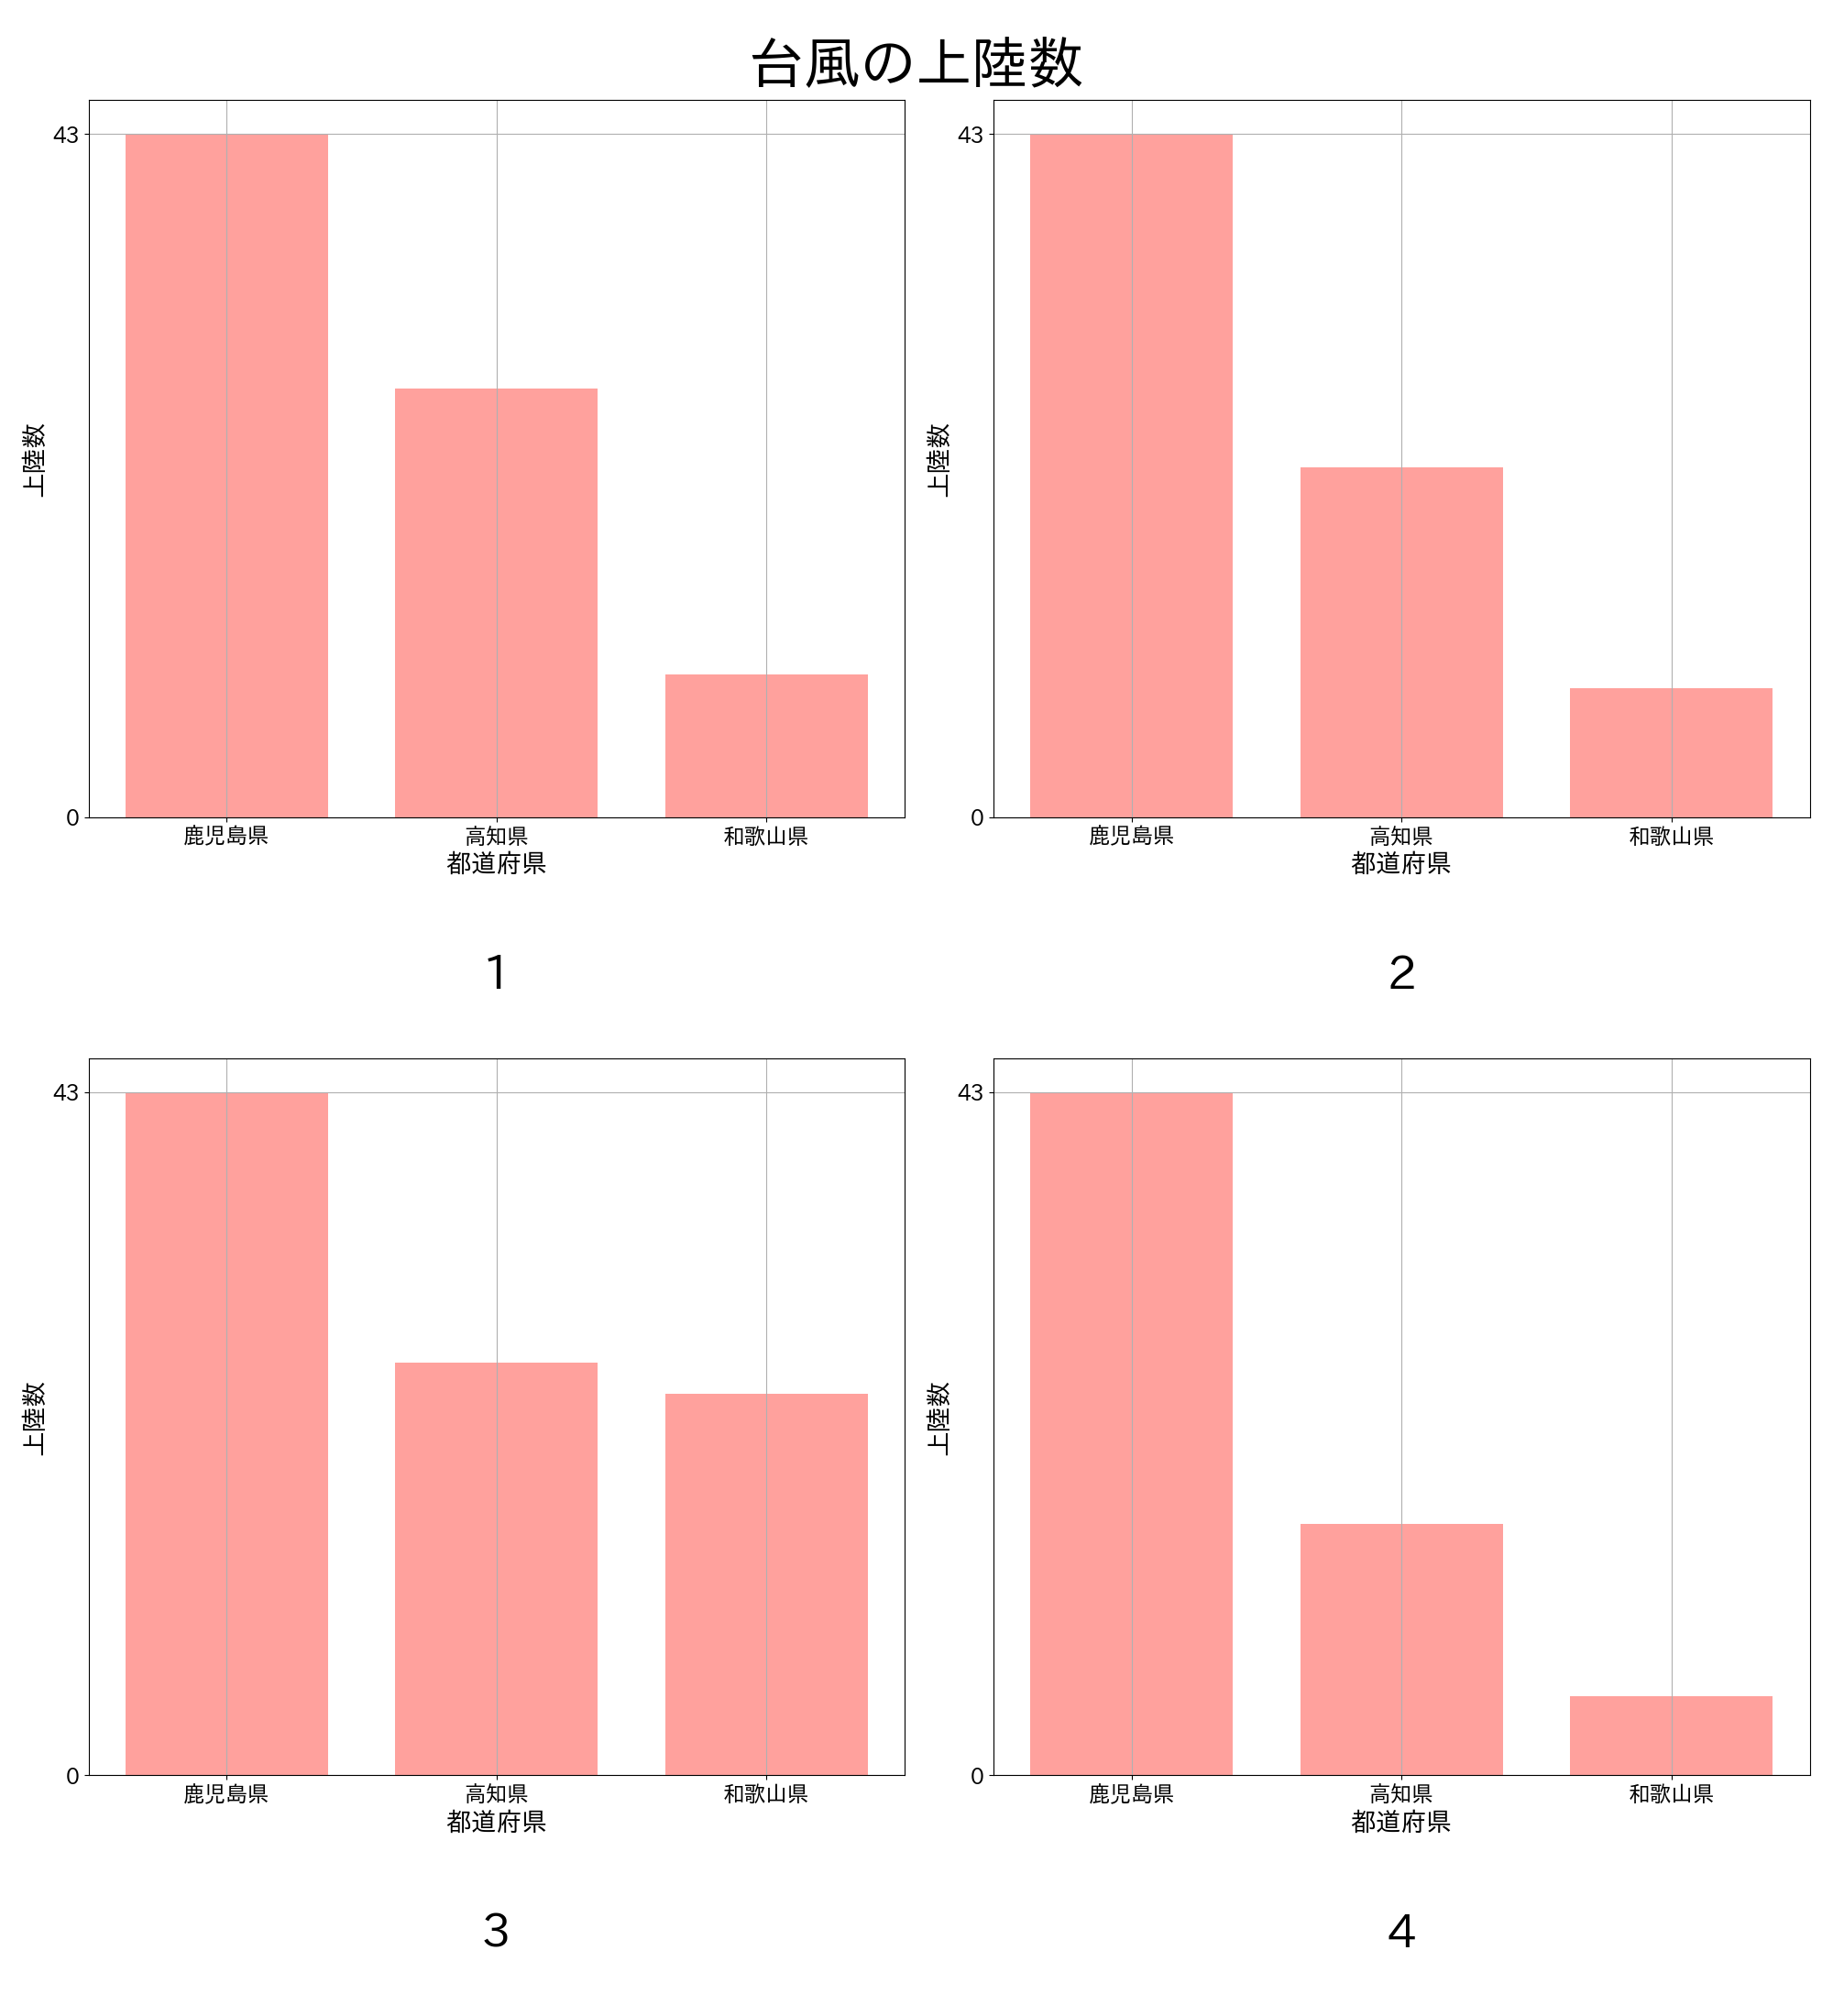 台風の上陸数
43
0
上陸数
鹿児島県 高知県 和歌山県
都道府県
1
43
0
上陸数
鹿児島県 高知県 和歌山県
都道府県
2
43
0
上陸数
鹿児島県 高知県 和歌山県
都道府県
3
43
0
上陸数
鹿児島県 高知県 和歌山県
都道府県
4